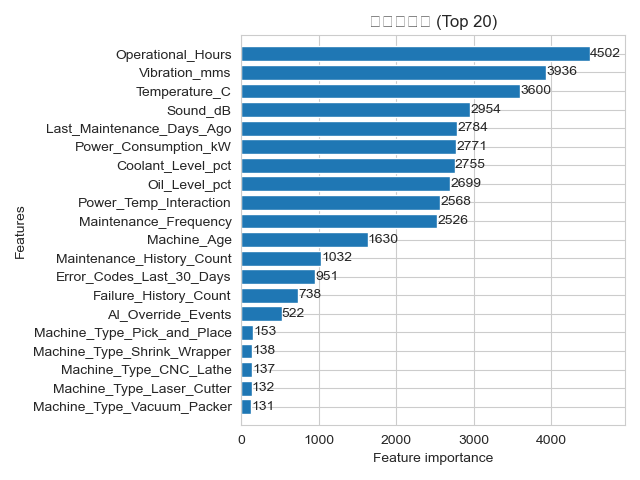 (Top 20)
Operational_Hours 4502
Vibration_mms 3936
Temperature_C 3600
Sound_dB 2954
Last_Maintenance_Days_Ago 2784
Power_Consumption_kW 2771
Coolant_Level_pct 2755
Oil_Level_pct 2699
Power_Temp_Interaction 2568
Maintenance_Frequency 2526
Machine_Age 1630
Maintenance_History_Count 1032
Error_Codes_Last_30_Days 951
Failure_History_Count 738
AI_Override_Events 522
Machine_Type_Pick_and_Place 153
Machine_Type_Shrink_Wrapper 138
Machine_Type_CNC_Lathe 137
Machine_Type_Laser_Cutter 132
Machine_Type_Vacuum_Packer 131
Features
0 1000 2000 3000 4000
Feature importance